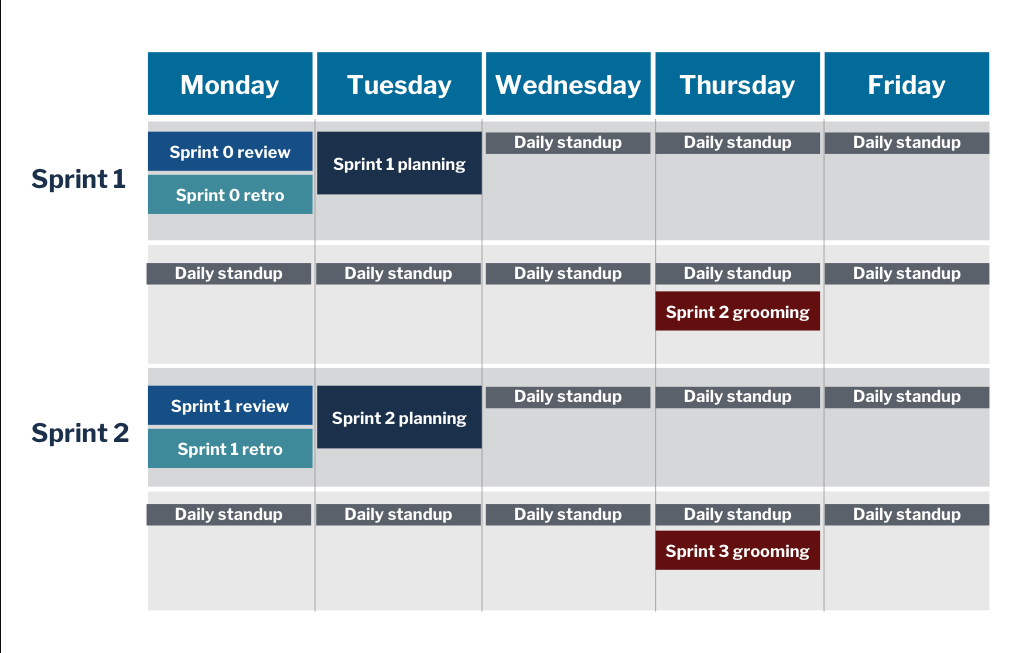 Monday Tuesday Wednesday Thursday Friday
Sprint 1
Sprint 0 review Sprint 1 planning Daily standup Daily standup Daily standup
Sprint 0 retro
Daily standup Daily standup Daily standup Daily standup Daily standup
Sprint 2 grooming
Sprint 2
Sprint 1 review Sprint 2 planning Daily standup Daily standup Daily standup
Sprint 1 retro
Daily standup Daily standup Daily standup Daily standup Daily standup
Sprint 3 grooming